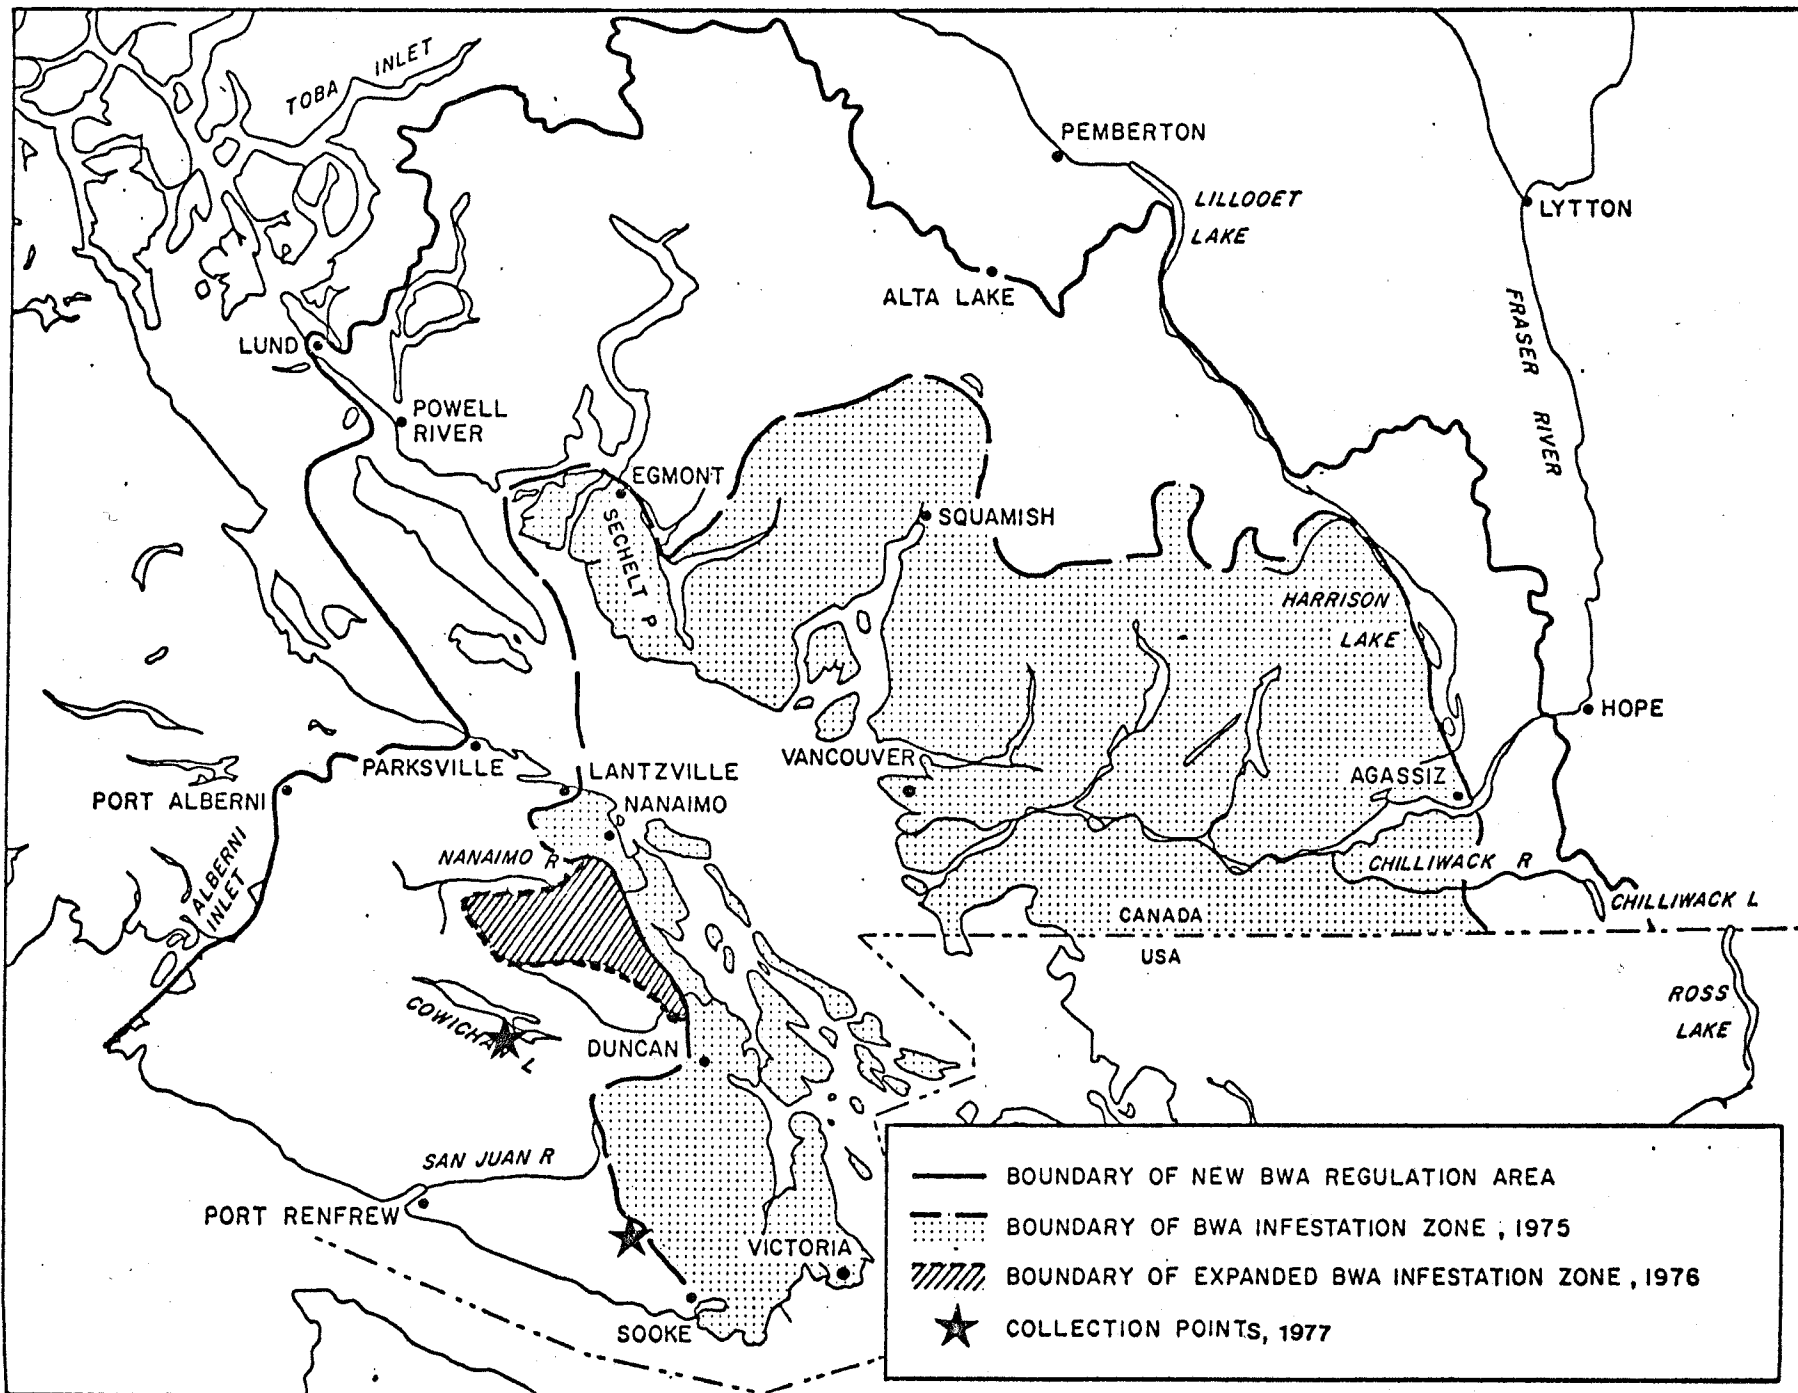 TOBA INLET
PEMBERTON
LILLOOET
LAKE
LYTTON
ALTA LAKE
FRASER RIVER
LUND
POWELL
RIVER
EGMONT
SECHELT P
SQUAMISH
HARRISON
LAKE
HOPE
VANCOUVER
PARKSVILLE
LANTZVILLE
NANAIMO
AGASSIZ
PORT ALBERNI
ALBERNI
INLET
NANAIMO R
CHILLIWACK R
CHILLIWACK L
CANADA
USA
COWICHAN L
ROSS
LAKE
DUNCAN
SAN JUAN R
PORT RENFREW
VICTORIA
SOOKE
BOUNDARY OF NEW BWA REGULATION AREA
BOUNDARY OF BWA INFESTATION ZONE, 1975
BOUNDARY OF EXPANDED BWA INFESTATION ZONE, 1976
COLLECTION POINTS, 1977